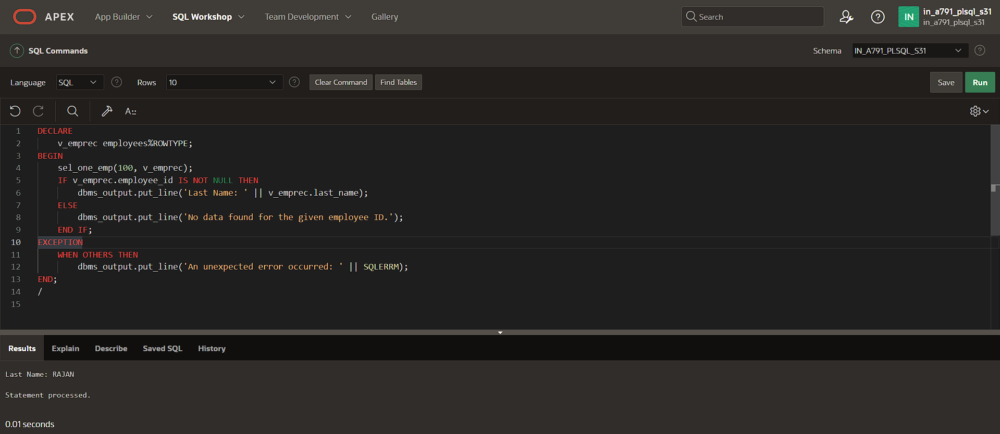 APEX App Builder SQL Workshop Team Development Gallery Search IN in_a791_plsql_s31
in_a791_plsql_s31
SQL Commands Schema IN_A791_PLSQL_S31
Language SQL Rows 10 Clear Command Find Tables Save Run
A::
1 DECLARE
2 v_emprec employees%ROWTYPE;
3 BEGIN
4 sel_one_emp(100, v_emprec);
5 IF v_emprec.employee_id IS NOT NULL THEN
6 dbms_output.put_line('Last Name: ' || v_emprec.last_name);
7 ELSE
8 dbms_output.put_line('No data found for the given employee ID.');
9 END IF;
10 EXCEPTION
11 WHEN OTHERS THEN
12 dbms_output.put_line('An unexpected error occurred: ' || SQLERRM);
13 END;
14 /
15
Results Explain Describe Saved SQL History
Last Name: RAJAN
Statement processed.
0.01 seconds